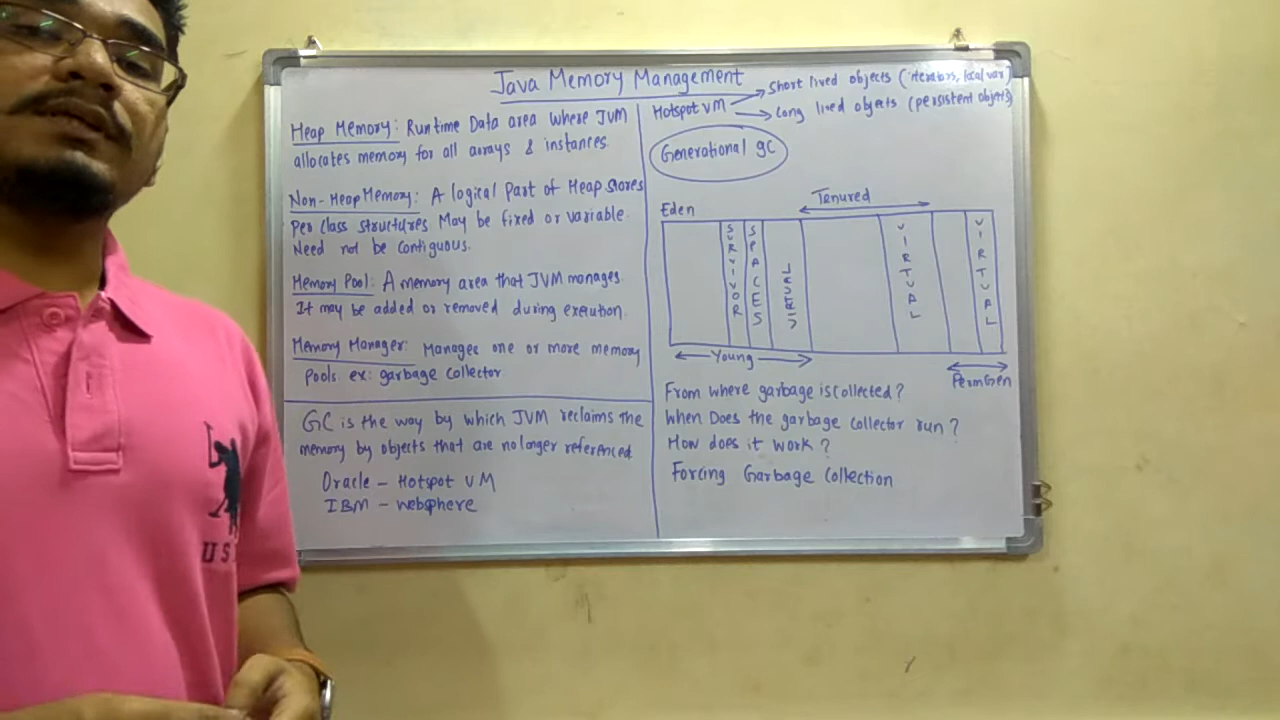 Java Memory Management
Heap Memory: Runtime Data area where JVM
allocates memory for all arrays & instances.
Non-Heap Memory: A logical part of Heap stores
per class structures May be fixed or variable.
Need not be contiguous.
Memory Pool: A memory area that JVM manages.
It may be added or removed during execution.
Memory Manager: Manages one or more memory
pools ex: garbage collector
GC is the way by which JVM reclaims the
memory by objects that are no longer referenced
Oracle - Hotspot VM
IBM - websphere
Hotspot VM
Short lived objects (iterators, local var)
Long lived objects (persistent objects)
Generational gc
Eden
Tenured
SURVIVOR
SPACES
VIRTUAL
VIRTUAL
Young
PermGen
From where garbage is collected?
When Does the garbage collector run?
How does it work?
Forcing Garbage Collection
US